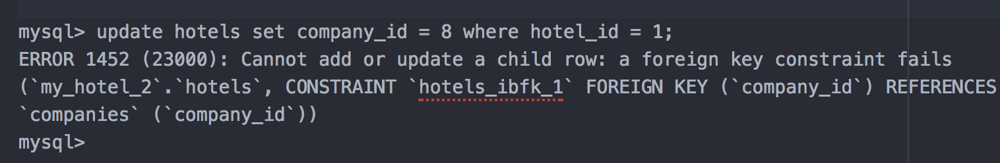 mysql> update hotels set company_id = 8 where hotel_id = 1;
ERROR 1452 (23000): Cannot add or update a child row: a foreign key constraint fails
(`my_hotel_2`.`hotels`, CONSTRAINT `hotels_ibfk_1` FOREIGN KEY (`company_id`) REFERENCES
`companies` (`company_id`))
mysql>